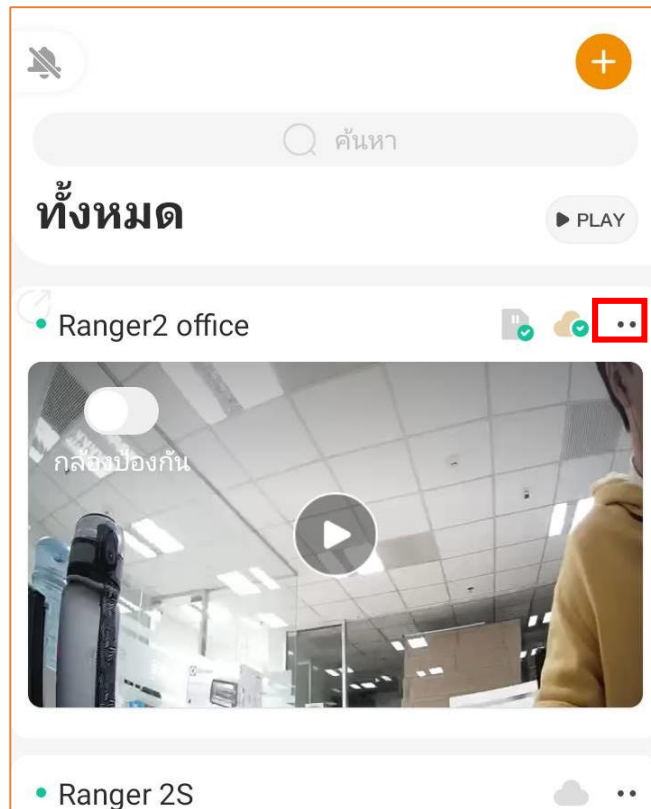 ค้นหา
ทั้งหมด
PLAY
Ranger2 office
กล้องป้องกัน
Ranger 2S